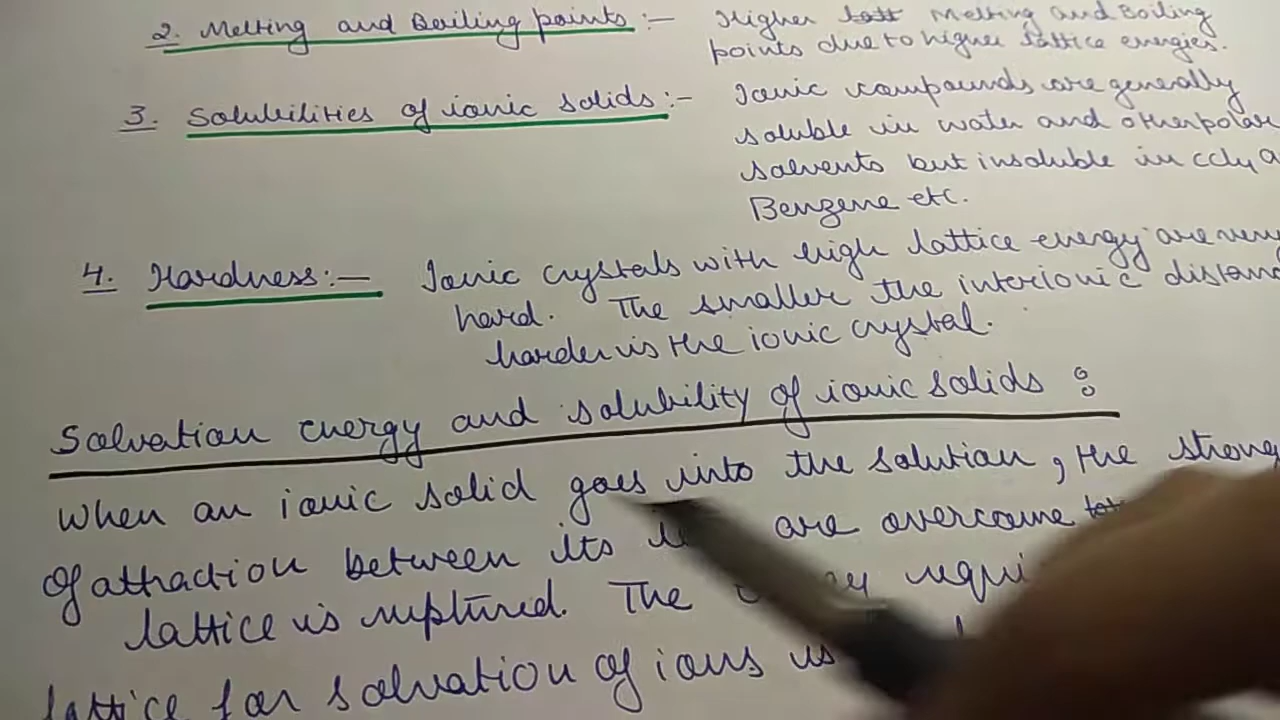 2. Melting and Boiling points :- Higher Melting and Boiling
points due to higher lattice energies.
3. Solubilities of ionic solids :- Ionic compounds are generally
soluble in water and other polar
solvents but insoluble in CCl4
Benzene etc.
4. Hardness :- Ionic crystals with high lattice energy are very
hard. The smaller the interionic
harder is the ionic crystal.
Solvation energy and solubility of ionic solids :
When an ionic solid goes into the solution, the strong
of attraction between its are overcome
lattice is ruptured. The
lattice for solvation of ions is